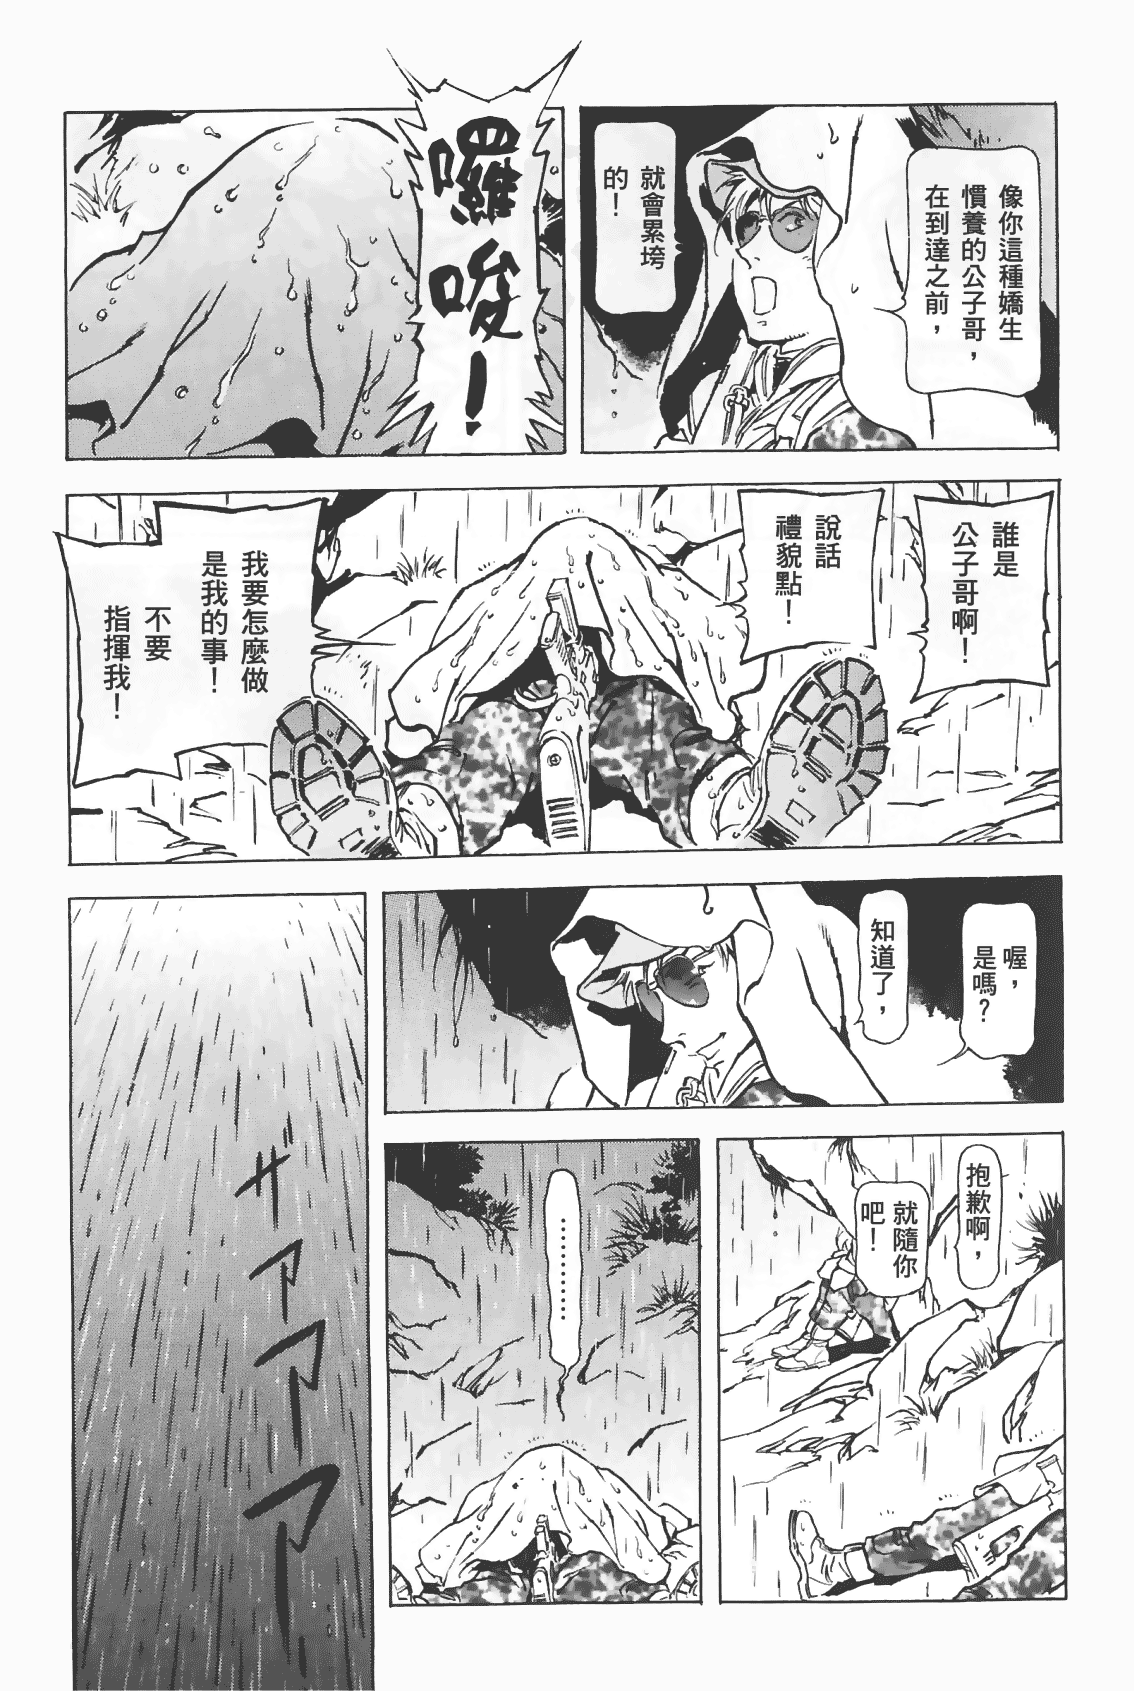 像你這種嬌生
慣養的公子哥，
在到達之前，
就會累垮
的！
囉唆！
誰是
公子哥啊！
說話
禮貌點！
我要怎麼做
是我的事！
不要
指揮我！
喔，
是嗎？
知道了，
抱歉啊，
就隨你
吧！
………
ザァアアア